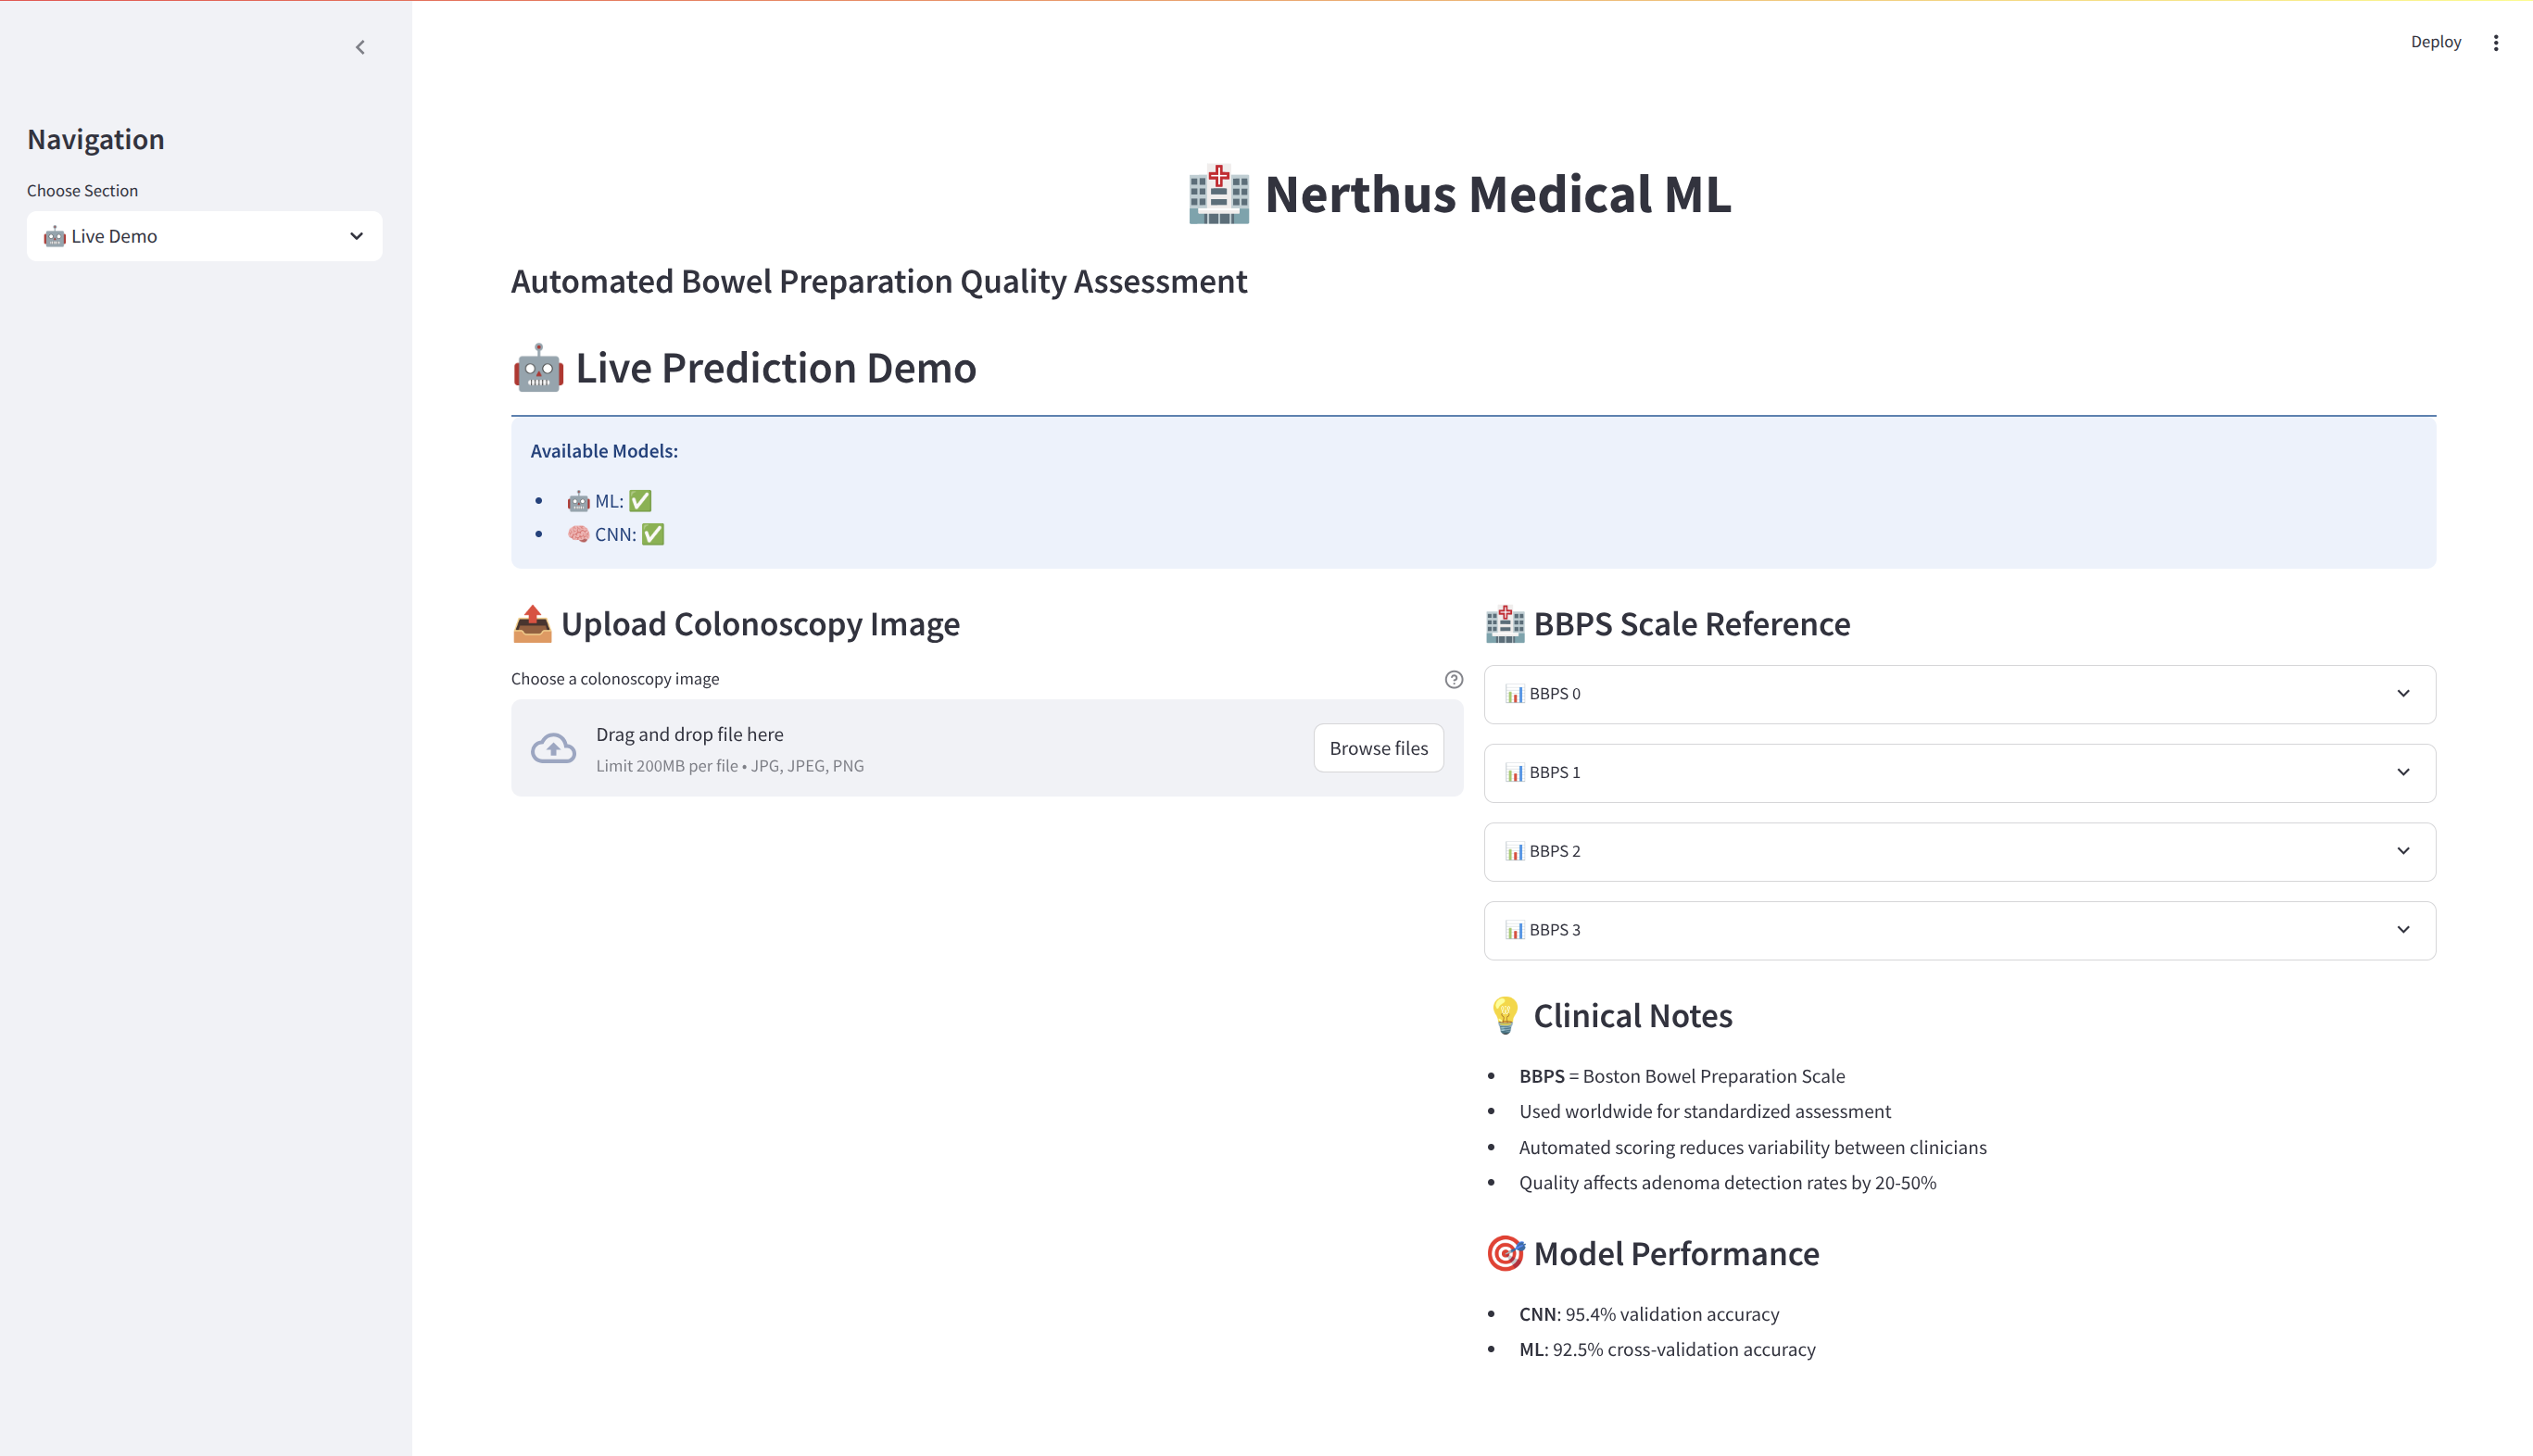 Deploy
Navigation
Choose Section
Live Demo
Nerthus Medical ML
Automated Bowel Preparation Quality Assessment
Live Prediction Demo
Available Models:
ML:
CNN:
Upload Colonoscopy Image
Choose a colonoscopy image
Drag and drop file here
Limit 200MB per file • JPG, JPEG, PNG
Browse files
BBPS Scale Reference
BBPS 0
BBPS 1
BBPS 2
BBPS 3
Clinical Notes
BBPS = Boston Bowel Preparation Scale
Used worldwide for standardized assessment
Automated scoring reduces variability between clinicians
Quality affects adenoma detection rates by 20-50%
Model Performance
CNN: 95.4% validation accuracy
ML: 92.5% cross-validation accuracy